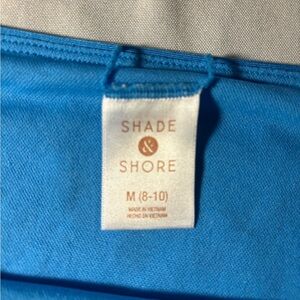 SHADE
&
SHORE
M (8-10)
MADE IN VIETNAM
HECHO EN VIETNAM